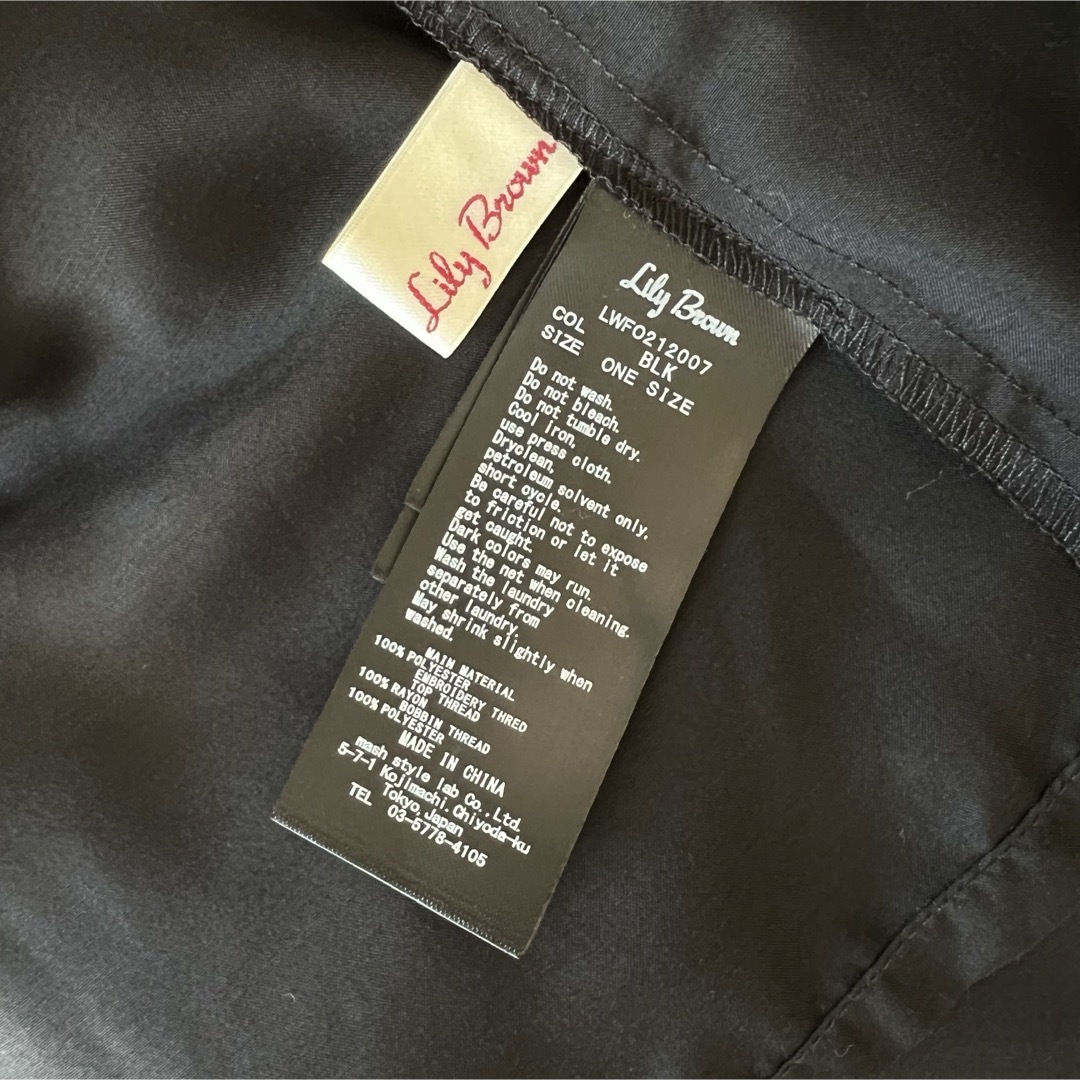 Lily Brown
Lily Brown
LWFO212007
COL BLK
SIZE ONE SIZE
Do not wash.
Do not bleach.
Do not tumble dry.
Cool iron.
use press cloth.
Dryclean,
petroleum solvent only,
short cycle.
Be careful not to expose
to friction or let it
get caught.
Dark colors may run.
Use the net when cleaning.
Wash the laundry
separately from
other laundry.
May shrink slightly when
washed.
MAIN MATERIAL
100% POLYESTER
EMBROIDERY THRED
TOP THREAD
100% RAYON
BOBBIN THREAD
100% POLYESTER
MADE IN CHINA
mash style lab Co.,Ltd.
5-7-1 Kojimachi.Chiyoda-ku
Tokyo,Japan
TEL 03-5778-4105